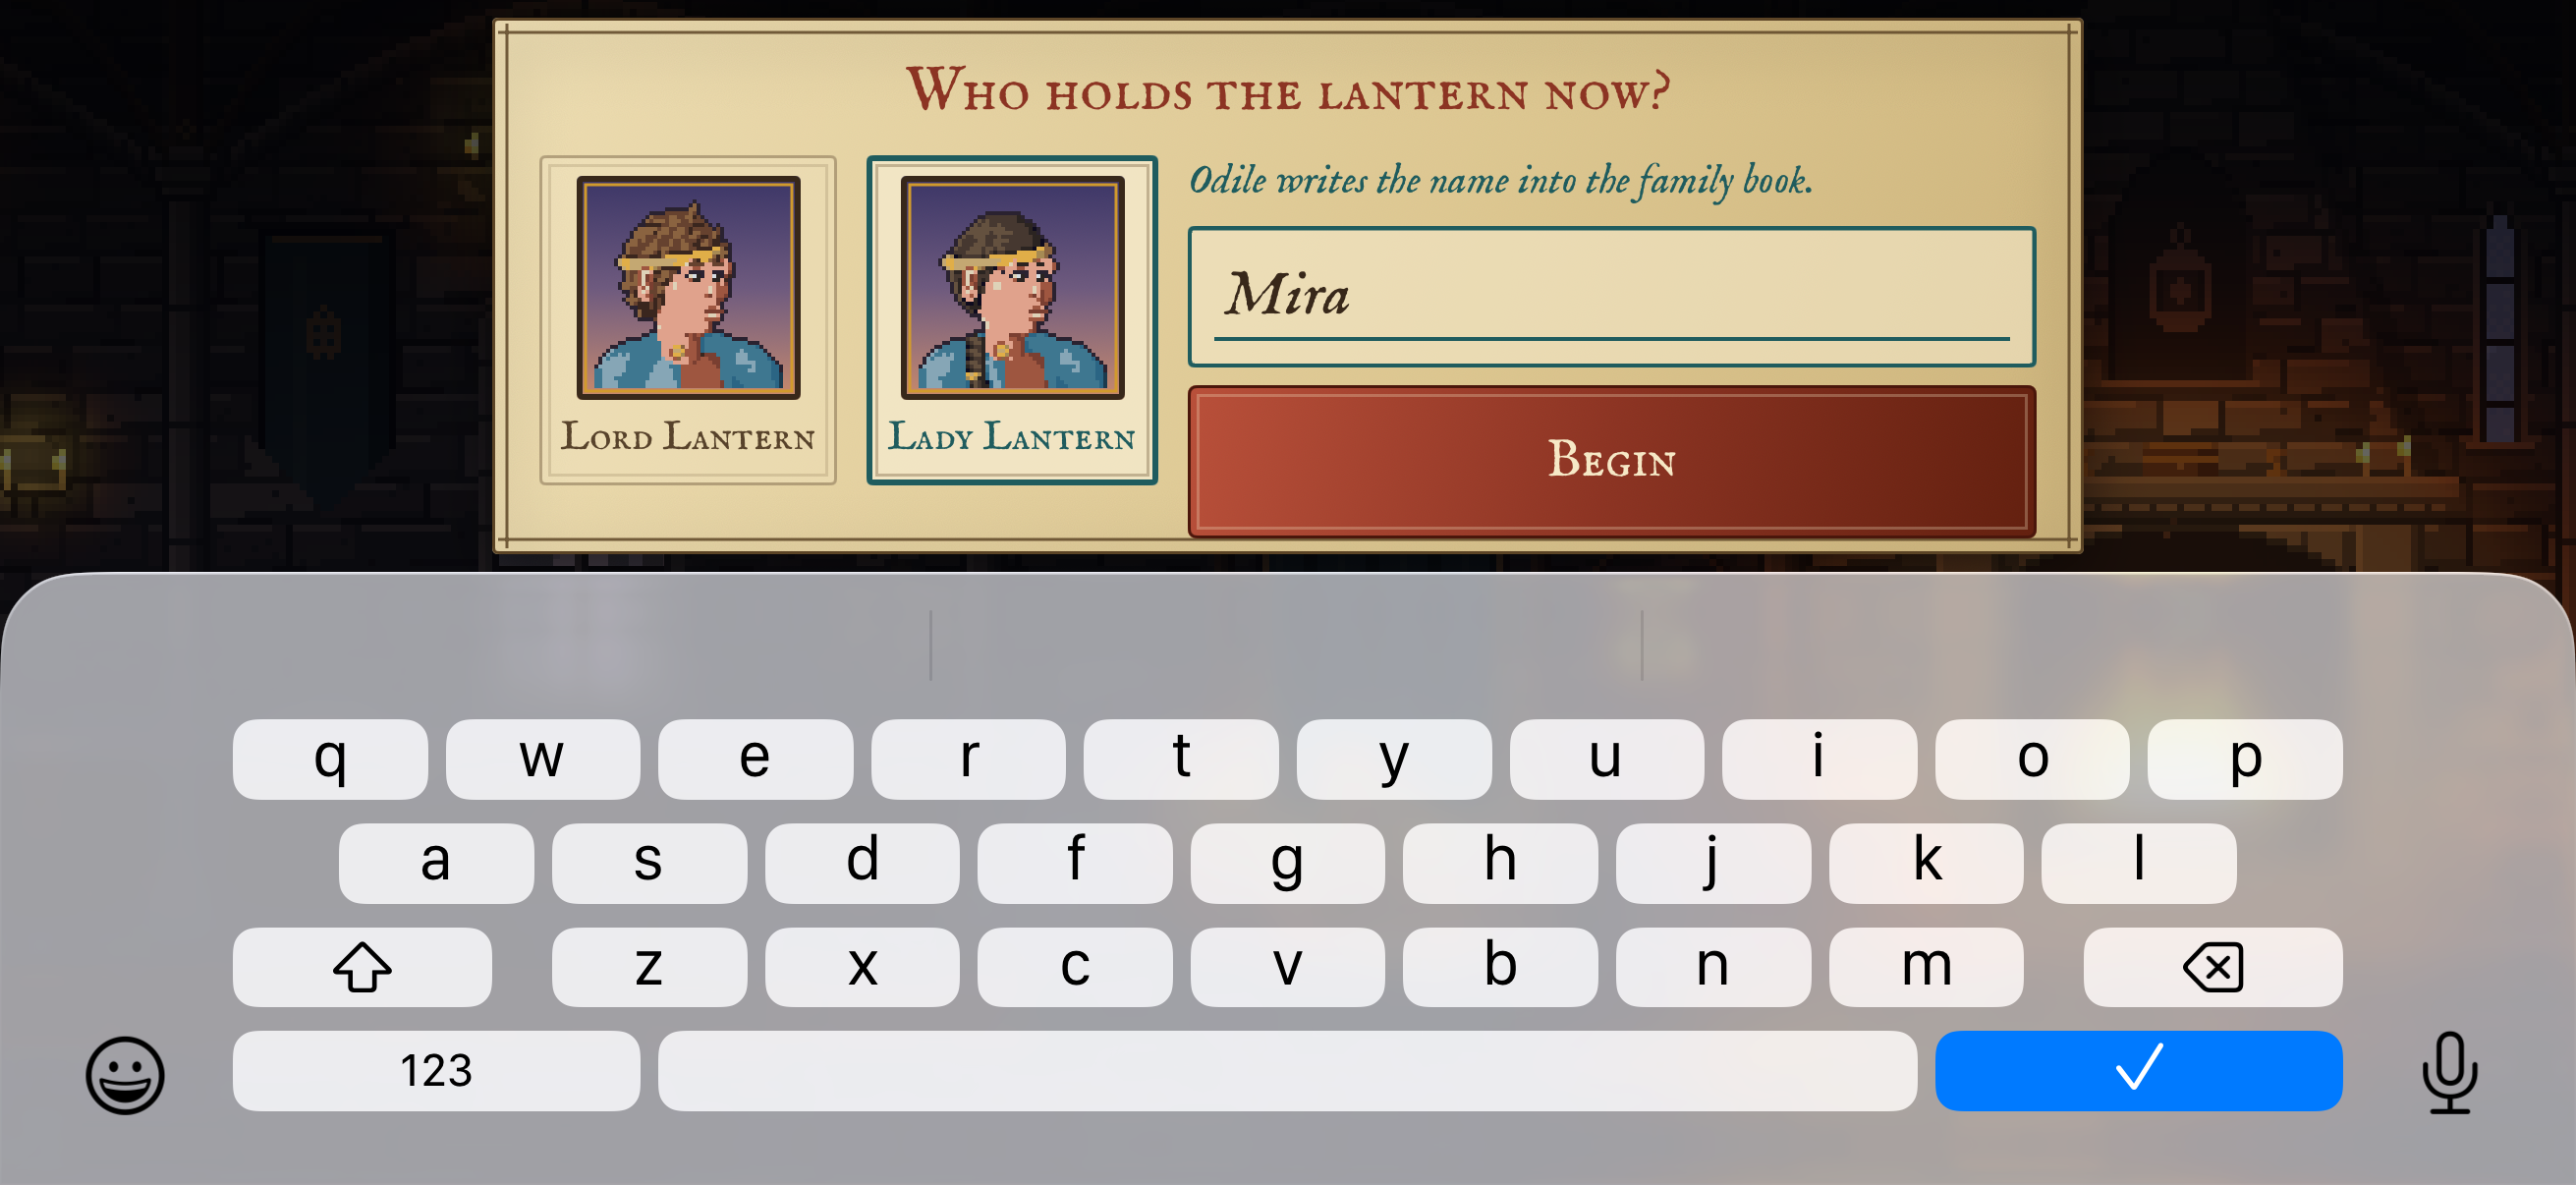 Who holds the lantern now?
Odile writes the name into the family book.
Mira
Lord Lantern
Lady Lantern
Begin
q w e r t y u i o p
a s d f g h j k l
z x c v b n m
123